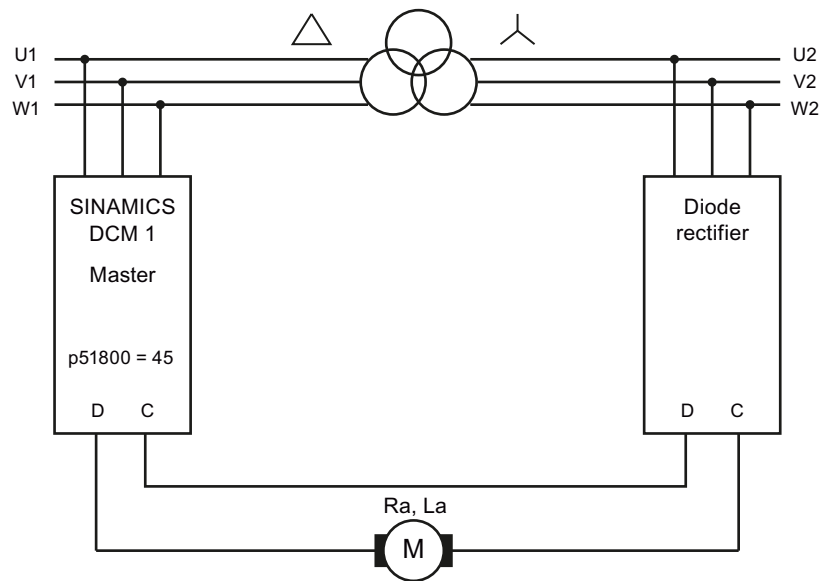 U1
U2
V1
V2
W1
W2
SINAMICS
DCM 1
Master
p51800 = 45
D C
Diode
rectifier
D C
Ra, La
M